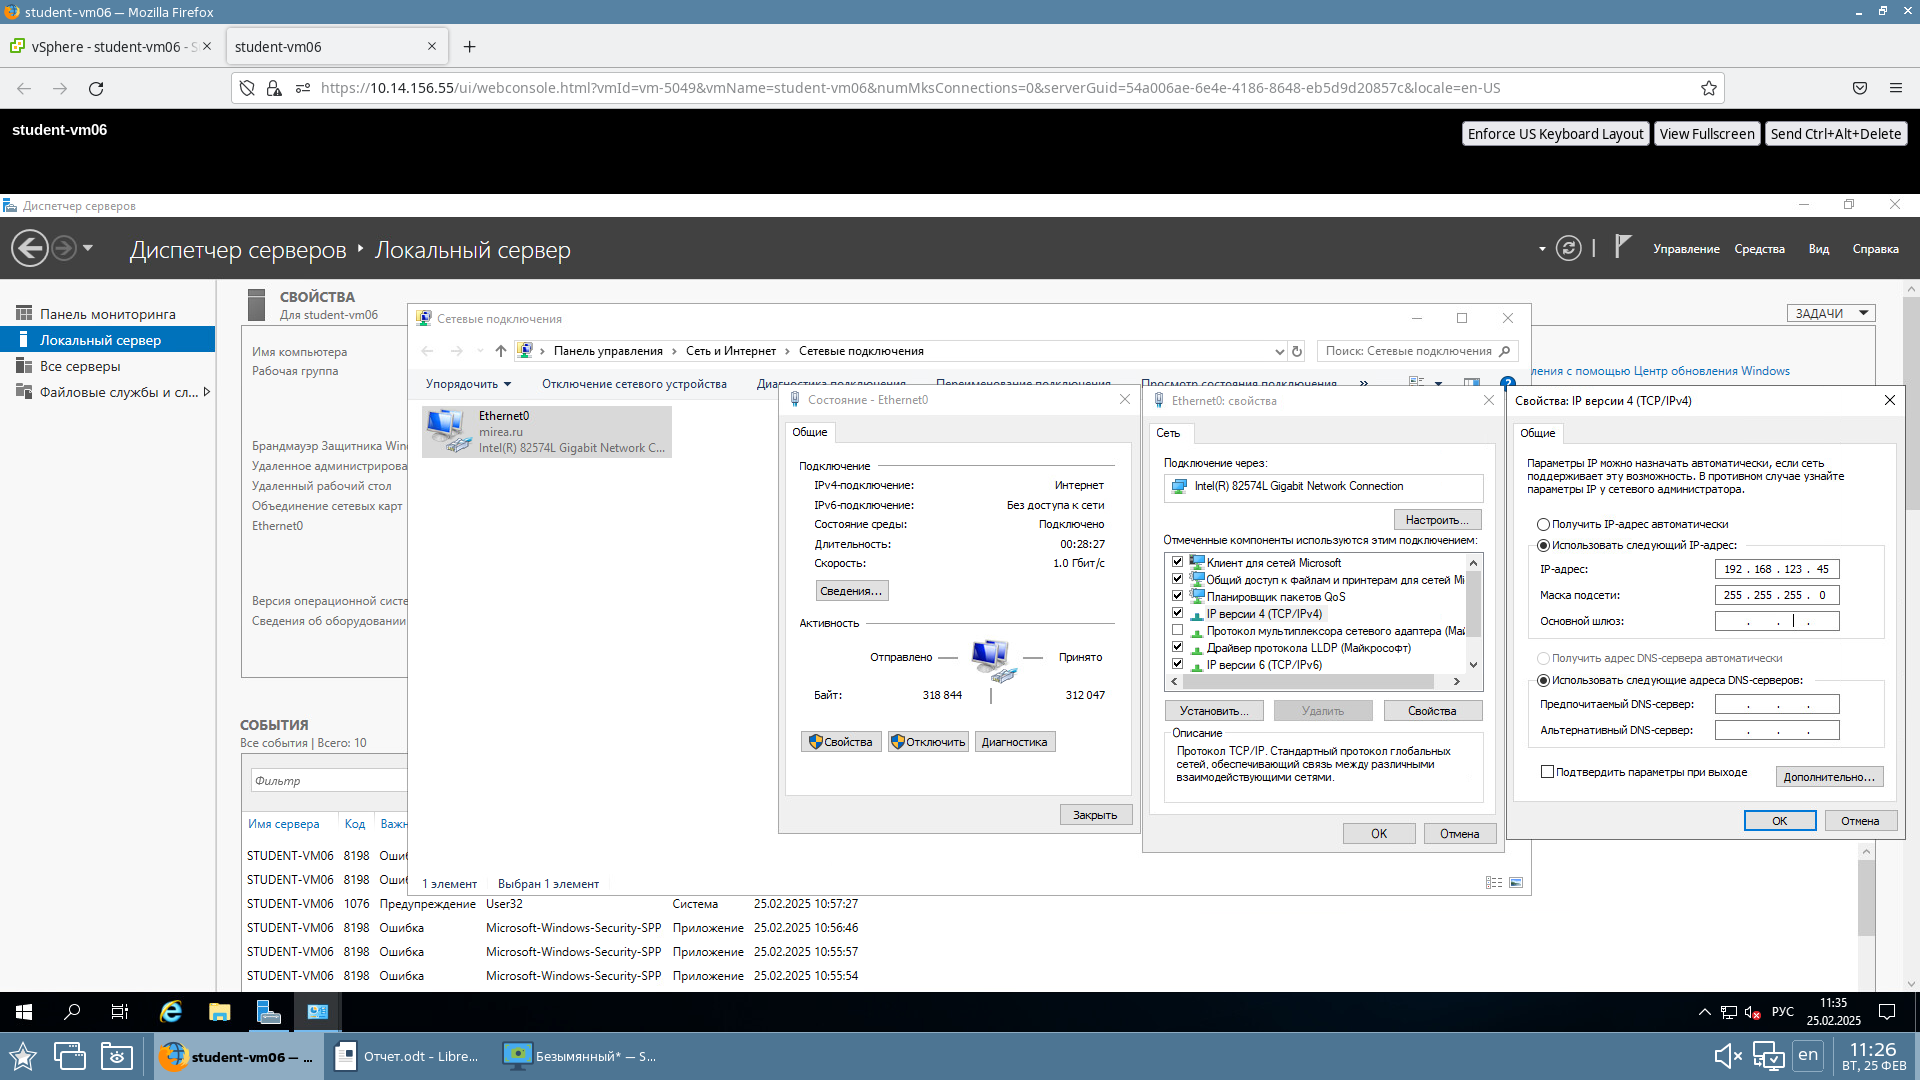 student-vm06 — Mozilla Firefox
vSphere - student-vm06 - S
student-vm06
https://10.14.156.55/ui/webconsole.html?vmId=vm-5049&vmName=student-vm06&numMksConnections=0&serverGuid=54a006ae-6e4e-4186-8648-eb5d9d20857c&locale=en-US
student-vm06
Enforce US Keyboard Layout
View Fullscreen
Send Ctrl+Alt+Delete
Диспетчер серверов
Диспетчер серверов
Локальный сервер
Управление
Средства
Вид
Справка
Панель мониторинга
Локальный сервер
Все серверы
Файловые службы и сл...
СВОЙСТВА
Для student-vm06
ЗАДАЧИ
Имя компьютера
Рабочая группа
Брандмауэр Защитника Win
Удаленное администрирова
Удаленный рабочий стол
Объединение сетевых карт
Ethernet0
Версия операционной систе
Сведения об оборудовании
ления с помощью Центр обновления Windows
Сетевые подключения
Панель управления
Сеть и Интернет
Сетевые подключения
Поиск: Сетевые подключения
Упорядочить
Отключение сетевого устройства
Диагностика подключения
Переименование подключения
Просмотр состояния подключения
»
Ethernet0
mirea.ru
Intel(R) 82574L Gigabit Network C...
1 элемент
Выбран 1 элемент
Состояние - Ethernet0
Общие
Подключение
IPv4-подключение: Интернет
IPv6-подключение: Без доступа к сети
Состояние среды: Подключено
Длительность: 00:28:27
Скорость: 1.0 Гбит/с
Сведения...
Активность
Отправлено
Принято
Байт: 318 844 312 047
Свойства
Отключить
Диагностика
Закрыть
Ethernet0: свойства
Сеть
Подключение через:
Intel(R) 82574L Gigabit Network Connection
Настроить...
Отмеченные компоненты используются этим подключением:
Клиент для сетей Microsoft
Общий доступ к файлам и принтерам для сетей Mi
Планировщик пакетов QoS
IP версии 4 (TCP/IPv4)
Протокол мультиплексора сетевого адаптера (Май
Драйвер протокола LLDP (Майкрософт)
IP версии 6 (TCP/IPv6)
Установить...
Удалить
Свойства
Описание
Протокол TCP/IP. Стандартный протокол глобальных
сетей, обеспечивающий связь между различными
взаимодействующими сетями.
OK
Отмена
Свойства: IP версии 4 (TCP/IPv4)
Общие
Параметры IP можно назначать автоматически, если сеть
поддерживает эту возможность. В противном случае узнайте
параметры IP у сетевого администратора.
Получить IP-адрес автоматически
Использовать следующий IP-адрес:
IP-адрес: 192 . 168 . 123 . 45
Маска подсети: 255 . 255 . 255 . 0
Основной шлюз: . . .
Получить адрес DNS-сервера автоматически
Использовать следующие адреса DNS-серверов:
Предпочитаемый DNS-сервер: . . .
Альтернативный DNS-сервер: . . .
Подтвердить параметры при выходе
Дополнительно...
OK
Отмена
СОБЫТИЯ
Все события | Всего: 10
Фильтр
Имя сервера Код Важн
STUDENT-VM06 8198 Ошиб
STUDENT-VM06 8198 Ошиб
STUDENT-VM06 1076 Предупреждение User32 Система 25.02.2025 10:57:27
STUDENT-VM06 8198 Ошибка Microsoft-Windows-Security-SPP Приложение 25.02.2025 10:56:46
STUDENT-VM06 8198 Ошибка Microsoft-Windows-Security-SPP Приложение 25.02.2025 10:55:57
STUDENT-VM06 8198 Ошибка Microsoft-Windows-Security-SPP Приложение 25.02.2025 10:55:54
РУС
11:35
25.02.2025
student-vm06 — ...
Отчет.odt - Libre...
Безымянный* — S...
en
11:26
ВТ, 25 ФЕВ